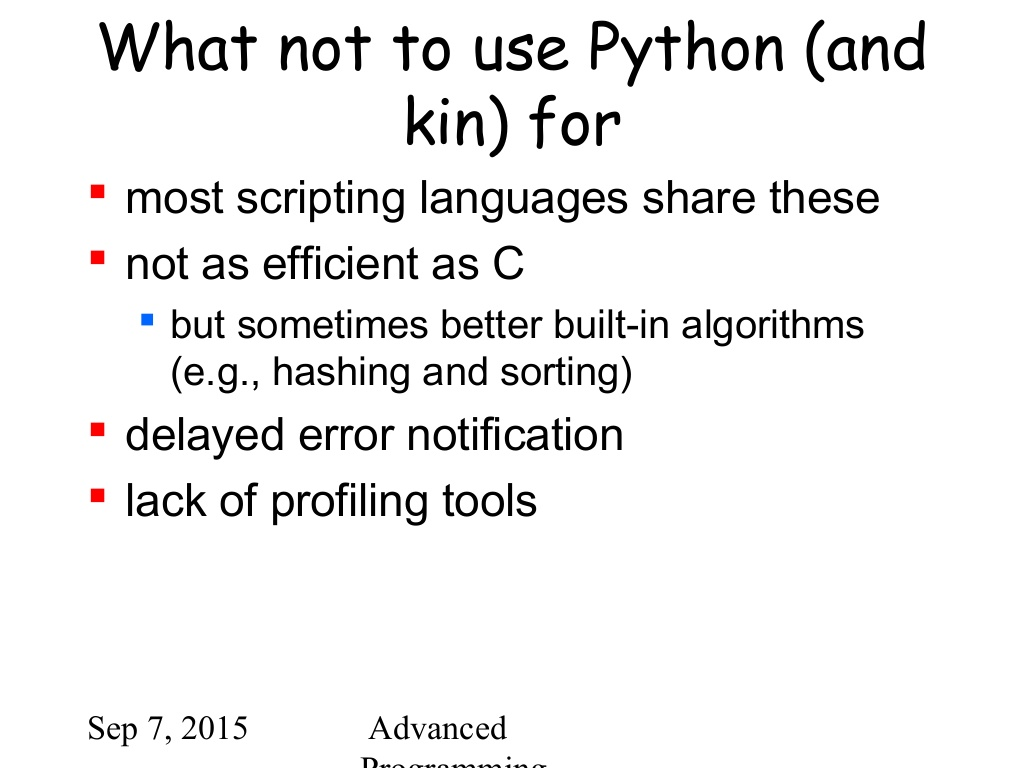 What not to use Python (and
kin) for
most scripting languages share these
not as efficient as C
but sometimes better built-in algorithms
(e.g., hashing and sorting)
delayed error notification
lack of profiling tools
Sep 7, 2015
Advanced
Programming